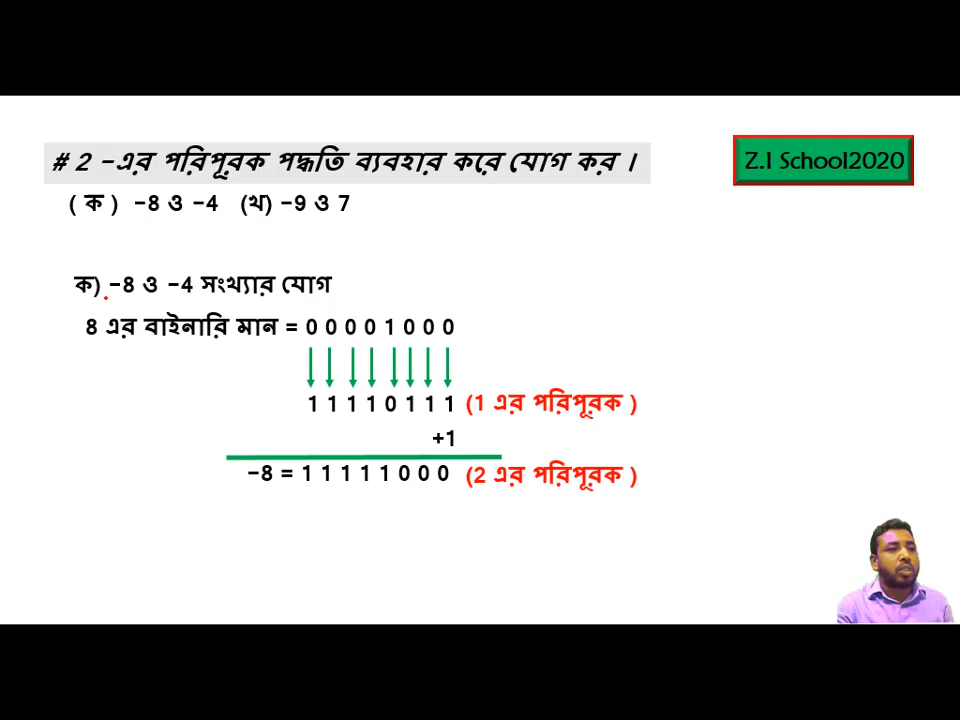 # 2 -এর পরিপূরক পদ্ধতি ব্যবহার করে যোগ কর ।
Z.I School2020
( ক ) -8 ও -4 (খ) -9 ও 7
ক) -8 ও -4 সংখ্যার যোগ
8 এর বাইনারি মান = 0 0 0 0 1 0 0 0
1 1 1 1 0 1 1 1 (1 এর পরিপূরক )
+1
-8 = 1 1 1 1 1 0 0 0 (2 এর পরিপূরক )